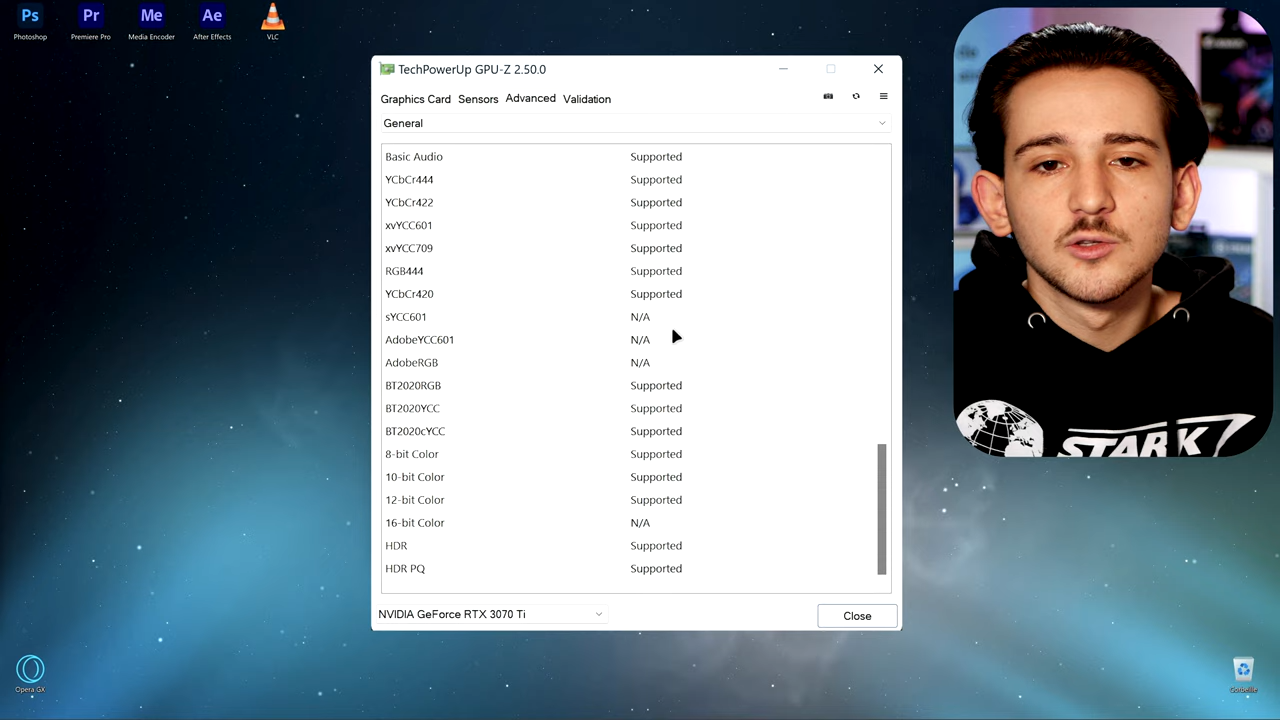 Ps
Pr
Me
Ae
Photoshop
Premiere Pro
Media Encoder
After Effects
VLC
TechPowerUp GPU-Z 2.50.0
Graphics Card
Sensors
Advanced
Validation
General
Basic Audio Supported
YCbCr444 Supported
YCbCr422 Supported
xvYCC601 Supported
xvYCC709 Supported
RGB444 Supported
YCbCr420 Supported
sYCC601 N/A
AdobeYCC601 N/A
AdobeRGB N/A
BT2020RGB Supported
BT2020YCC Supported
BT2020cYCC Supported
8-bit Color Supported
10-bit Color Supported
12-bit Color Supported
16-bit Color N/A
HDR Supported
HDR PQ Supported
NVIDIA GeForce RTX 3070 Ti
Close
STARK
Opera GX
Corbeille